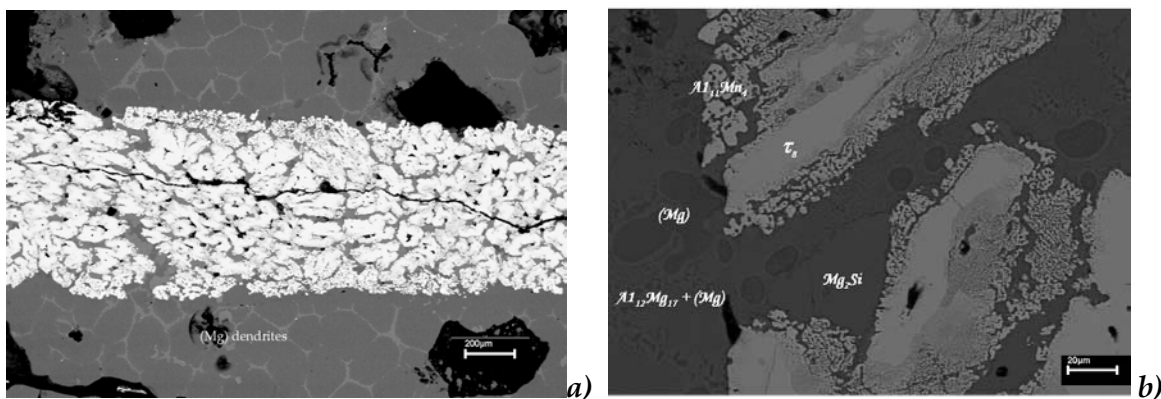 (Mg) dendrites
200µm
a)
Al₁₁Mn₄
τ₈
(Mg)
Mg₂Si
Al₁₂Mg₁₇ + (Mg)
20µm
b)